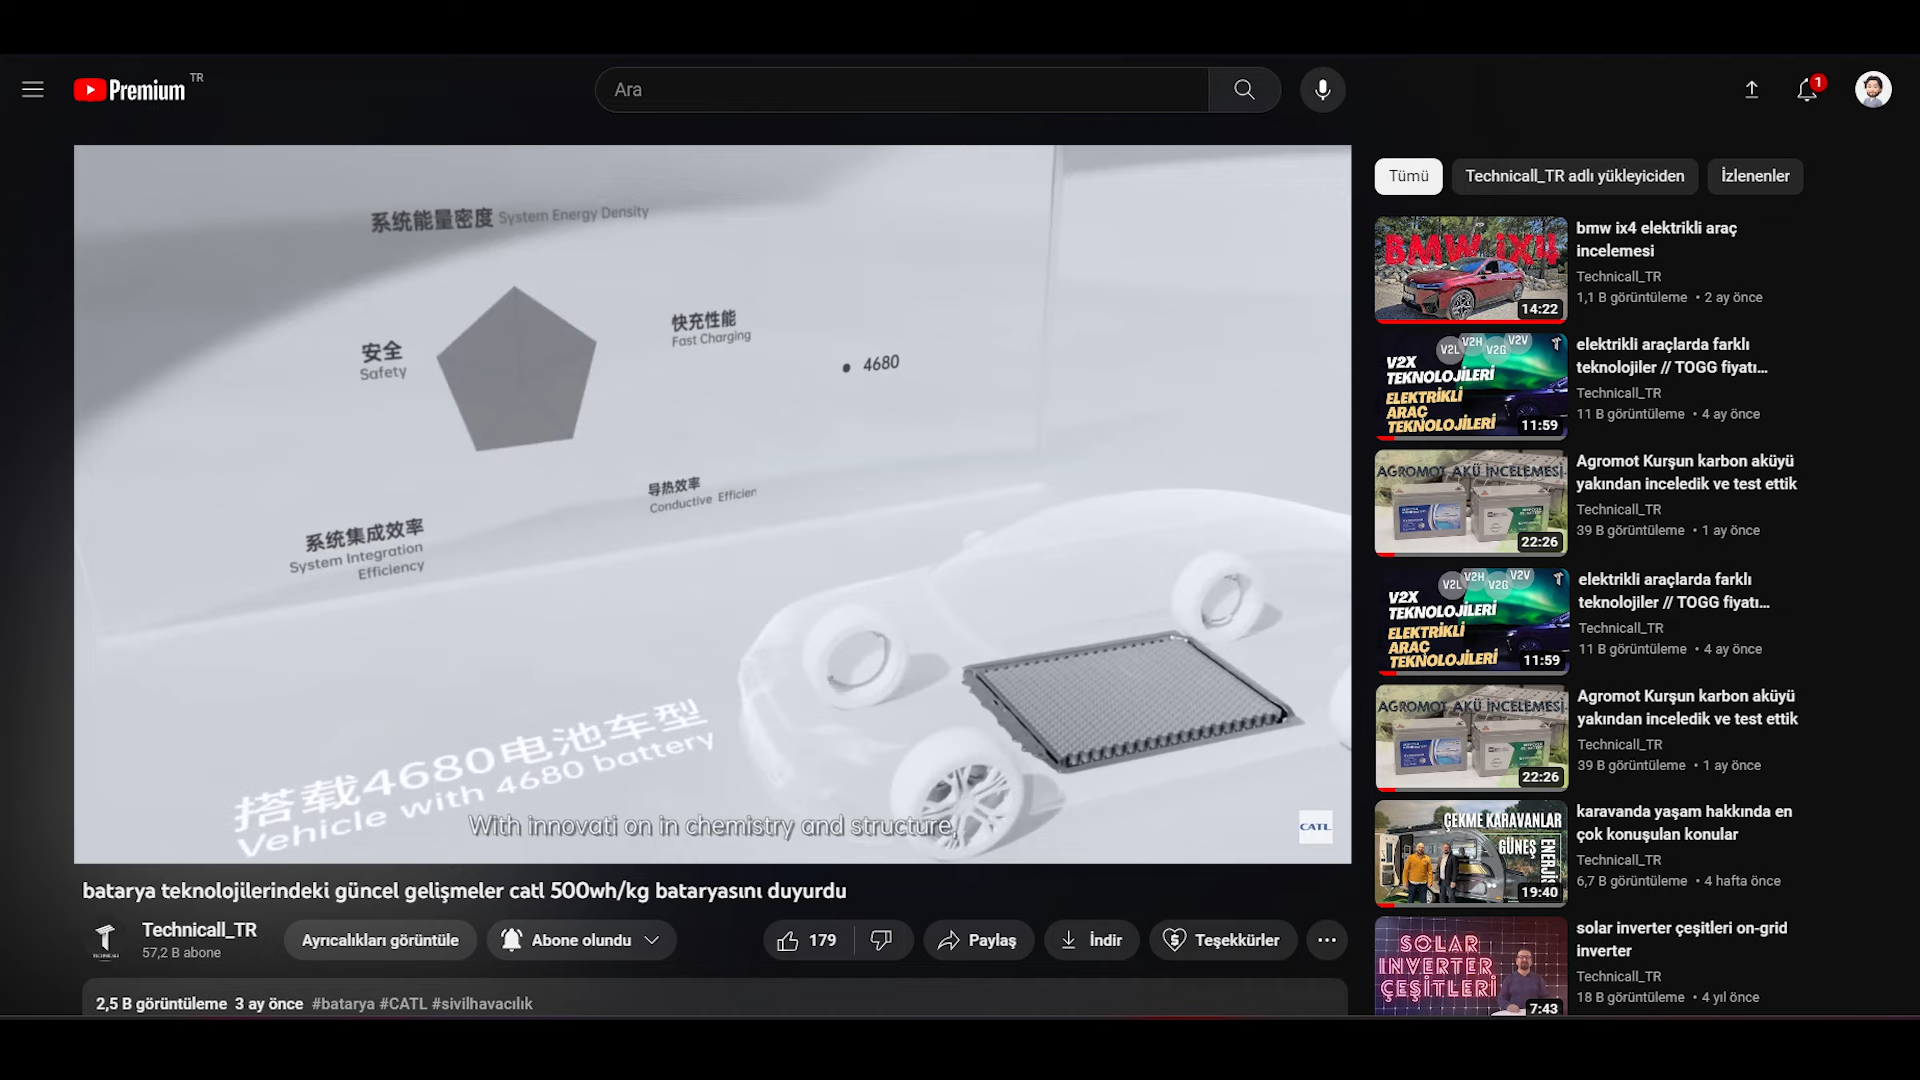 Premium TR
Ara
1
系统能量密度 System Energy Density
安全
Safety
快充性能
Fast Charging
4680
导热效率
Conductive Efficien
系统集成效率
System Integration
Efficiency
搭载4680电池车型
Vehicle with 4680 battery
With innovati on in chemistry and structure,
CATL
batarya teknolojilerindeki güncel gelişmeler catl 500wh/kg bataryasını duyurdu
Technicall_TR
57,2 B abone
Ayrıcalıkları görüntüle
Abone olundu
179
Paylaş
İndir
Teşekkürler
2,5 B görüntüleme 3 ay önce #batarya #CATL #sivilhavacılık
Tümü
Technicall_TR adlı yükleyiciden
İzlenenler
BMW iX4
14:22
bmw ix4 elektrikli araç
incelemesi
Technicall_TR
1,1 B görüntüleme • 2 ay önce
V2L V2H V2G V2V
V2X
TEKNOLOJİLERİ
ELEKTRİKLİ
ARAÇ
TEKNOLOJİLERİ
11:59
elektrikli araçlarda farklı
teknolojiler // TOGG fiyatı...
Technicall_TR
11 B görüntüleme • 4 ay önce
AGROMOT AKÜ İNCELEMESİ
22:26
Agromot Kurşun karbon aküyü
yakından inceledik ve test ettik
Technicall_TR
39 B görüntüleme • 1 ay önce
V2L V2H V2G V2V
V2X
TEKNOLOJİLERİ
ELEKTRİKLİ
ARAÇ
TEKNOLOJİLERİ
11:59
elektrikli araçlarda farklı
teknolojiler // TOGG fiyatı...
Technicall_TR
11 B görüntüleme • 4 ay önce
AGROMOT AKÜ İNCELEMESİ
22:26
Agromot Kurşun karbon aküyü
yakından inceledik ve test ettik
Technicall_TR
39 B görüntüleme • 1 ay önce
ÇEKME KARAVANLAR
GÜNEŞ
ENERJİSİ
19:40
karavanda yaşam hakkında en
çok konuşulan konular
Technicall_TR
6,7 B görüntüleme • 4 hafta önce
SOLAR
INVERTER
ÇEŞİTLERİ
7:43
solar inverter çeşitleri on-grid
inverter
Technicall_TR
18 B görüntüleme • 4 yıl önce